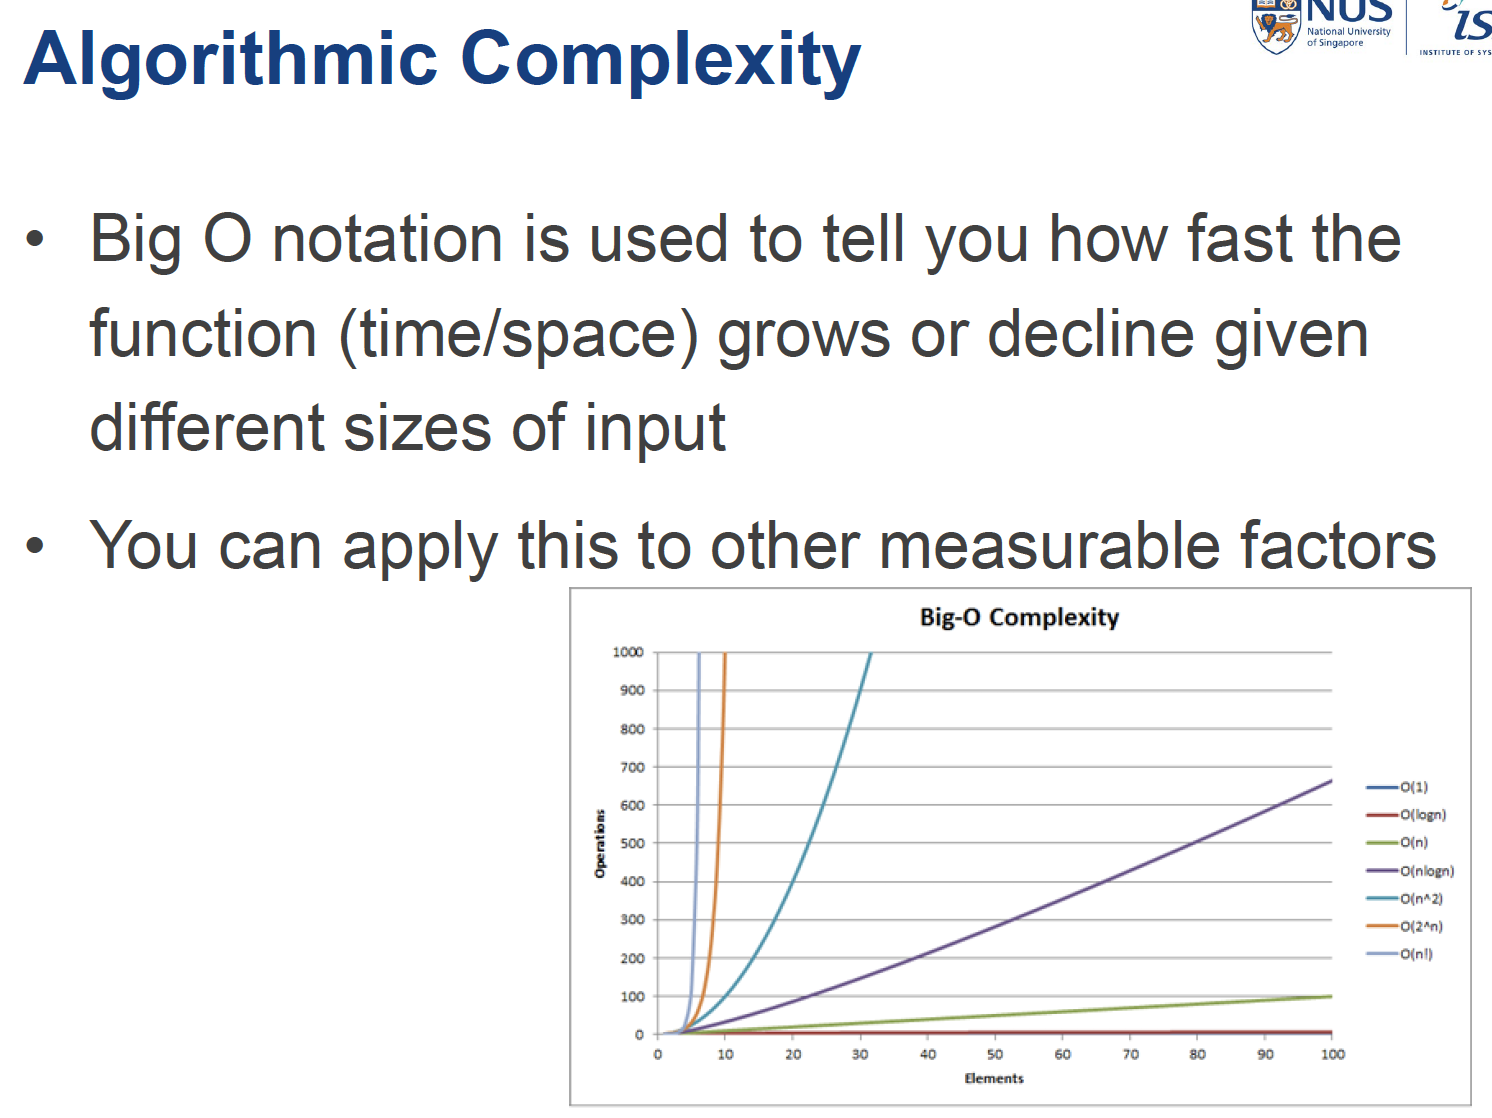 NUS
National University
of Singapore
Algorithmic Complexity
• Big O notation is used to tell you how fast the
function (time/space) grows or decline given
different sizes of input
• You can apply this to other measurable factors
Big-O Complexity
1000
900
800
700
600
500
400
300
200
100
0
Operations
0 10 20 30 40 50 60 70 80 90 100
Elements
O(1)
O(logn)
O(n)
O(nlogn)
O(n^2)
O(2^n)
O(n!)
INSTITUTE OF